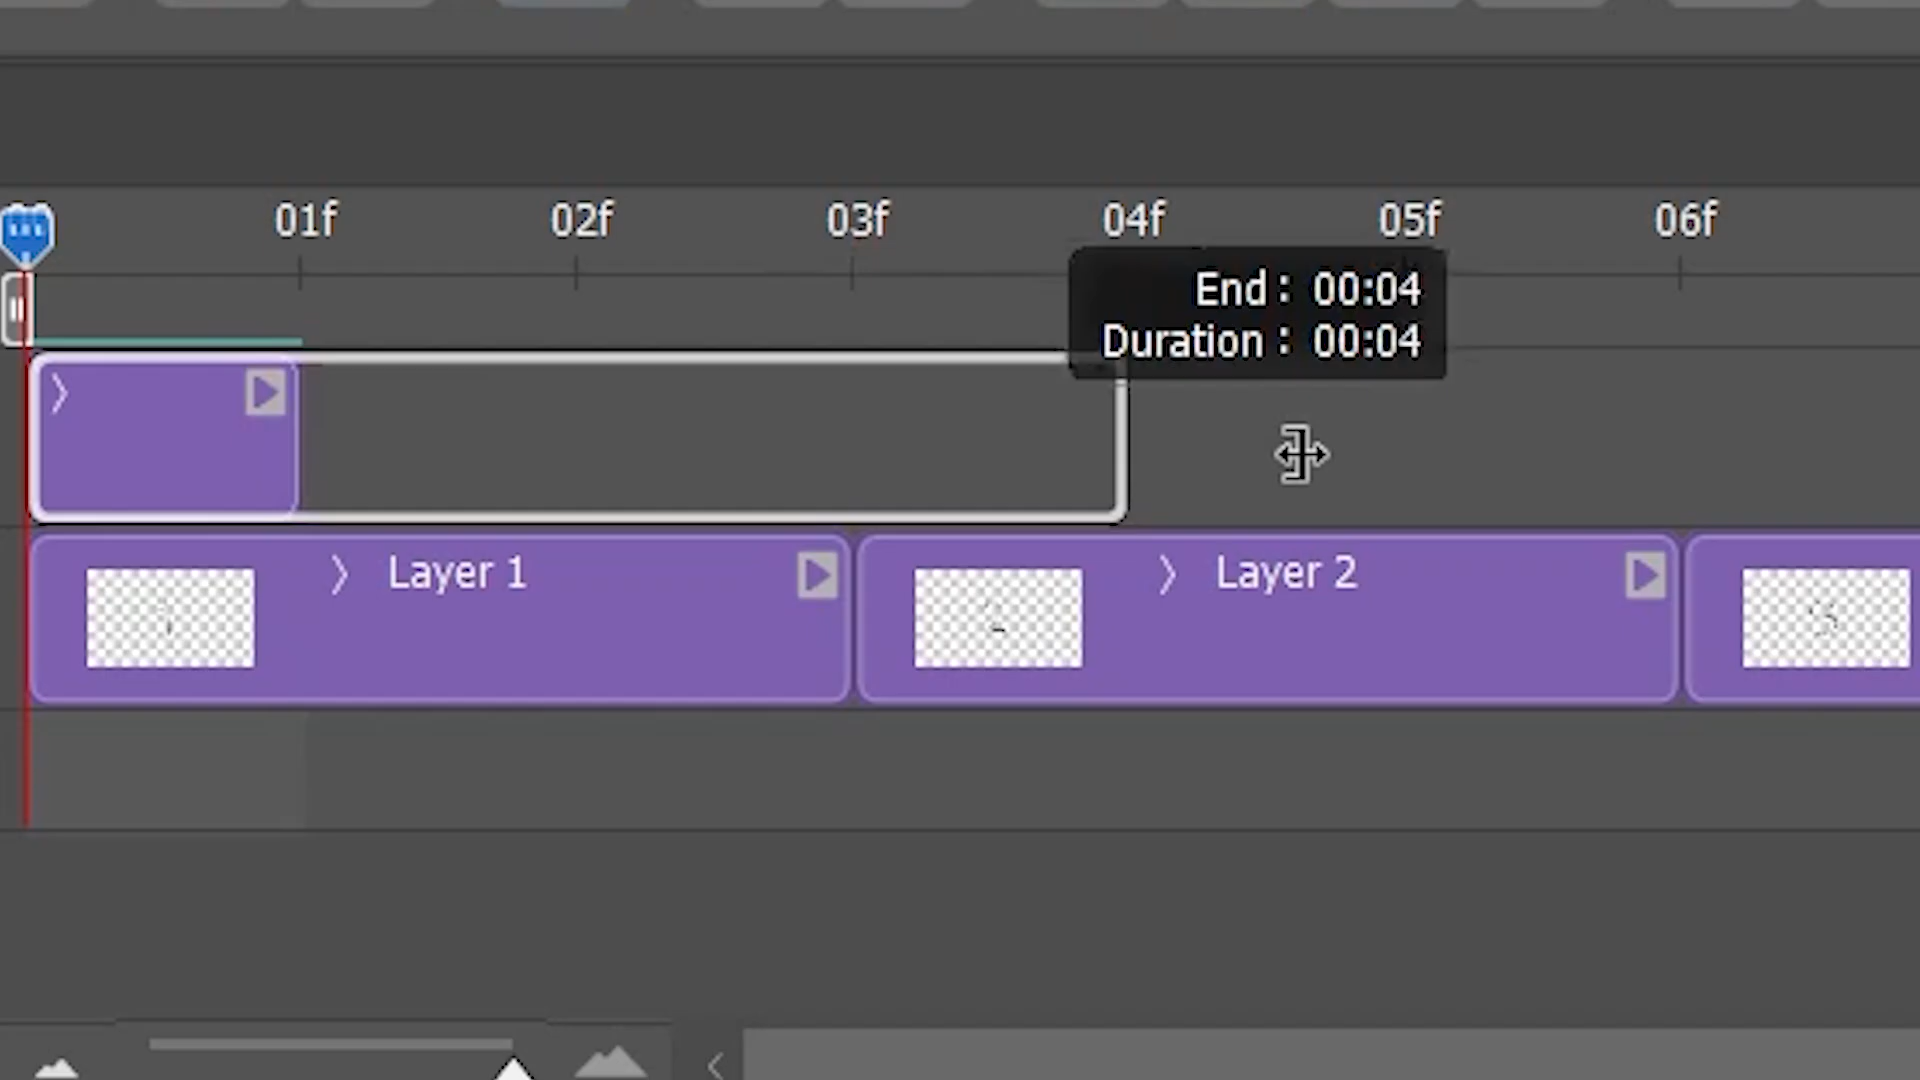 01f 02f 03f 04f 05f 06f
End: 00:04
Duration: 00:04
Layer 1 Layer 2